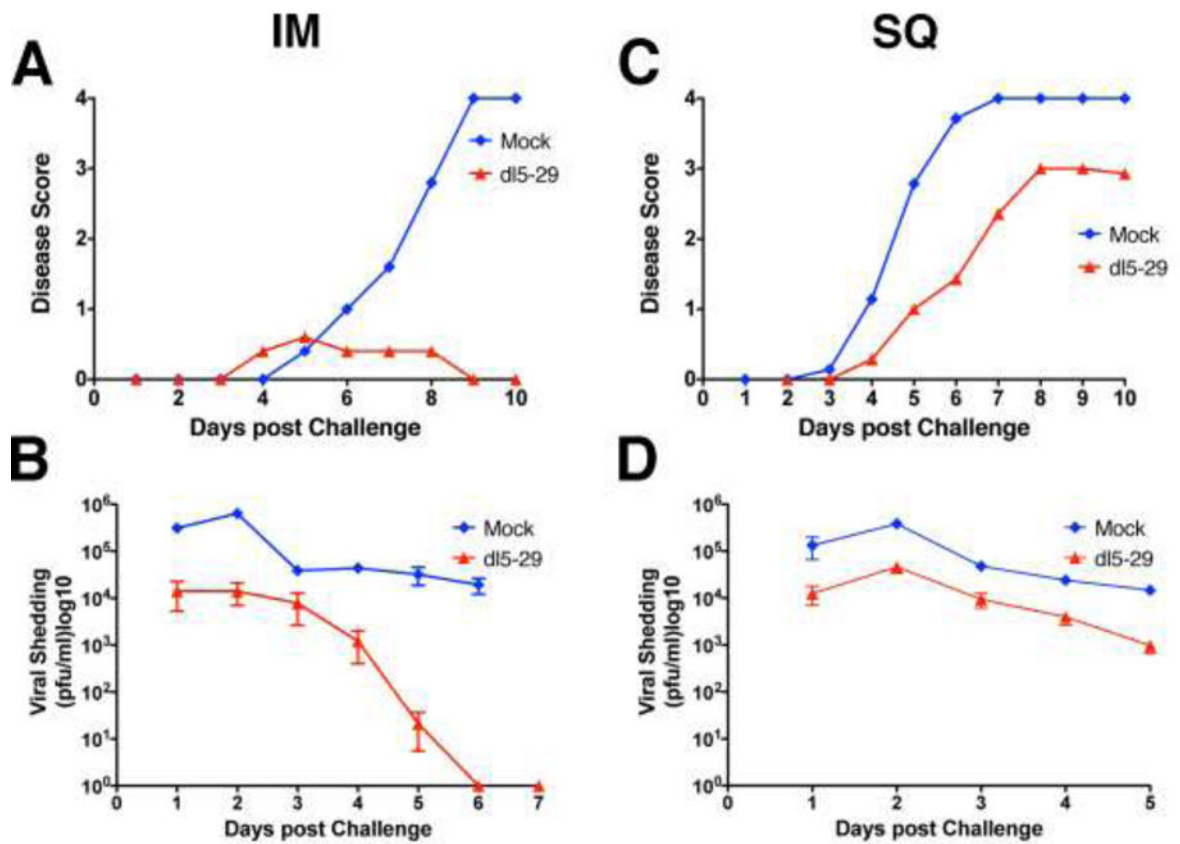 IM
SQ
A
4
3
2
1
0
Disease Score
Mock
dl5-29
0 2 4 6 8 10
Days post Challenge
C
4
3
2
1
0
Disease Score
Mock
dl5-29
0 1 2 3 4 5 6 7 8 9 10
Days post Challenge
B
10⁶
10⁵
10⁴
10³
10²
10¹
10⁰
Viral Shedding
(pfu/ml)log10
Mock
dl5-29
0 1 2 3 4 5 6 7
Days post Challenge
D
10⁶
10⁵
10⁴
10³
10²
10¹
10⁰
Viral Shedding
(pfu/ml)log10
Mock
dl5-29
0 1 2 3 4 5
Days post Challenge